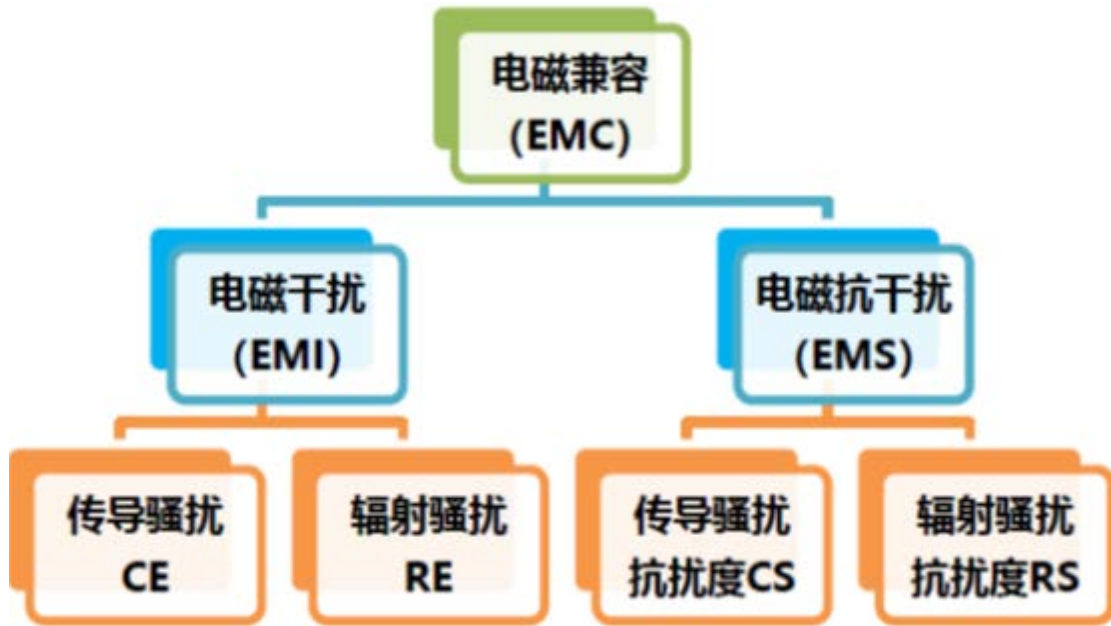 电磁兼容
（EMC）
电磁干扰
（EMI）
电磁抗干扰
（EMS）
传导骚扰
CE
辐射骚扰
RE
传导骚扰
抗扰度CS
辐射骚扰
抗扰度RS